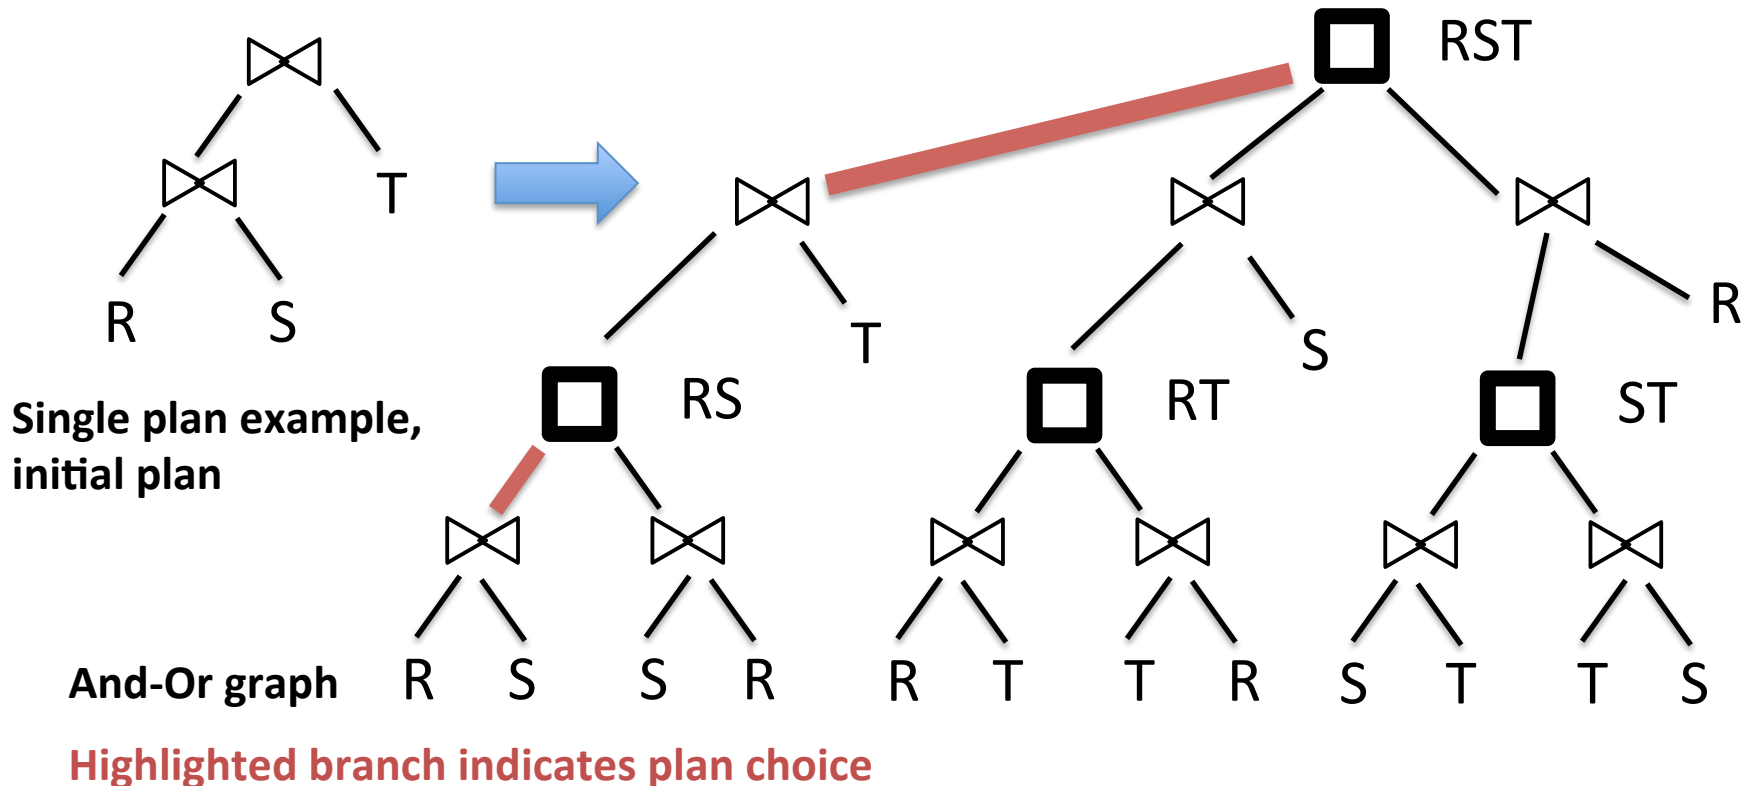 RST
T
R S
R
T
S
RS
RT
ST
Single plan example,
initial plan
And-Or graph
R S S R R T T R S T T S
Highlighted branch indicates plan choice